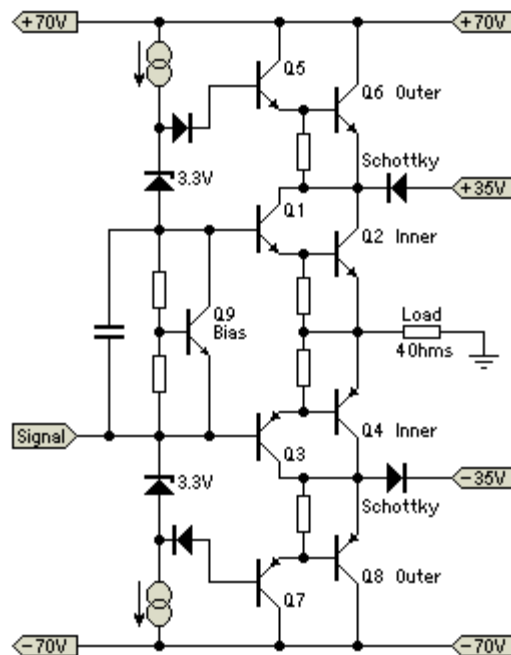 +70V
+70V
Q5
Q6 Outer
Schottky
3.3V
+35V
Q1
Q2 Inner
Q9
Bias
Load
40hms
Signal
Q4 Inner
Q3
3.3V
-35V
Schottky
Q8 Outer
Q7
-70V
-70V